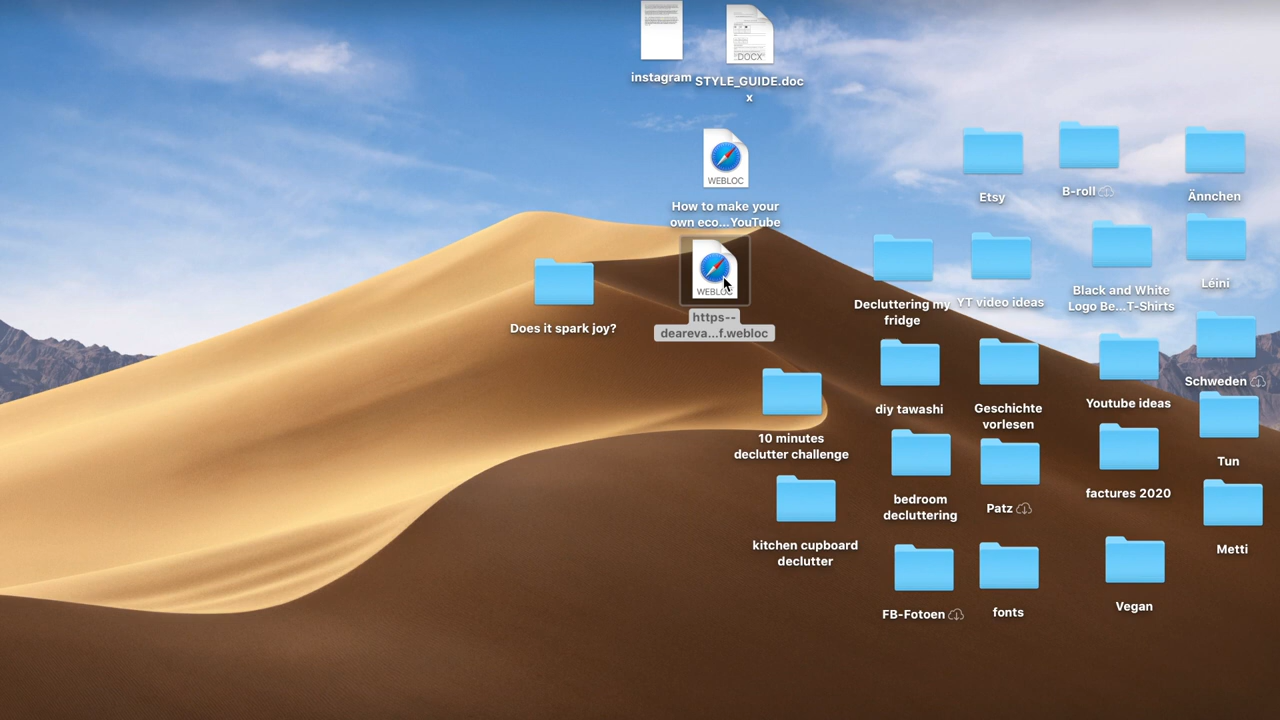 instagram
DOCX
STYLE_GUIDE.doc
x
WEBLOC
How to make your
own eco...YouTube
WEBLOC
https--
deareva...f.webloc
Does it spark joy?
Etsy
B-roll
Ännchen
Decluttering my
fridge
YT video ideas
Black and White
Logo Be...T-Shirts
Léini
Schweden
10 minutes
declutter challenge
diy tawashi
Geschichte
vorlesen
Youtube ideas
Tun
kitchen cupboard
declutter
bedroom
decluttering
Patz
factures 2020
Metti
FB-Fotoen
fonts
Vegan